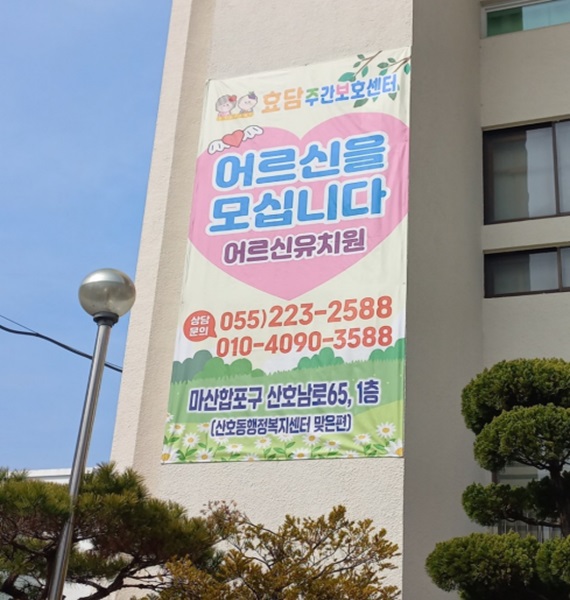 효담주간보호센터
어르신을
모십니다
어르신유치원
상담
문의
055)223-2588
010-4090-3588
마산합포구 산호남로65, 1층
(산호동행정복지센터 맞은편)